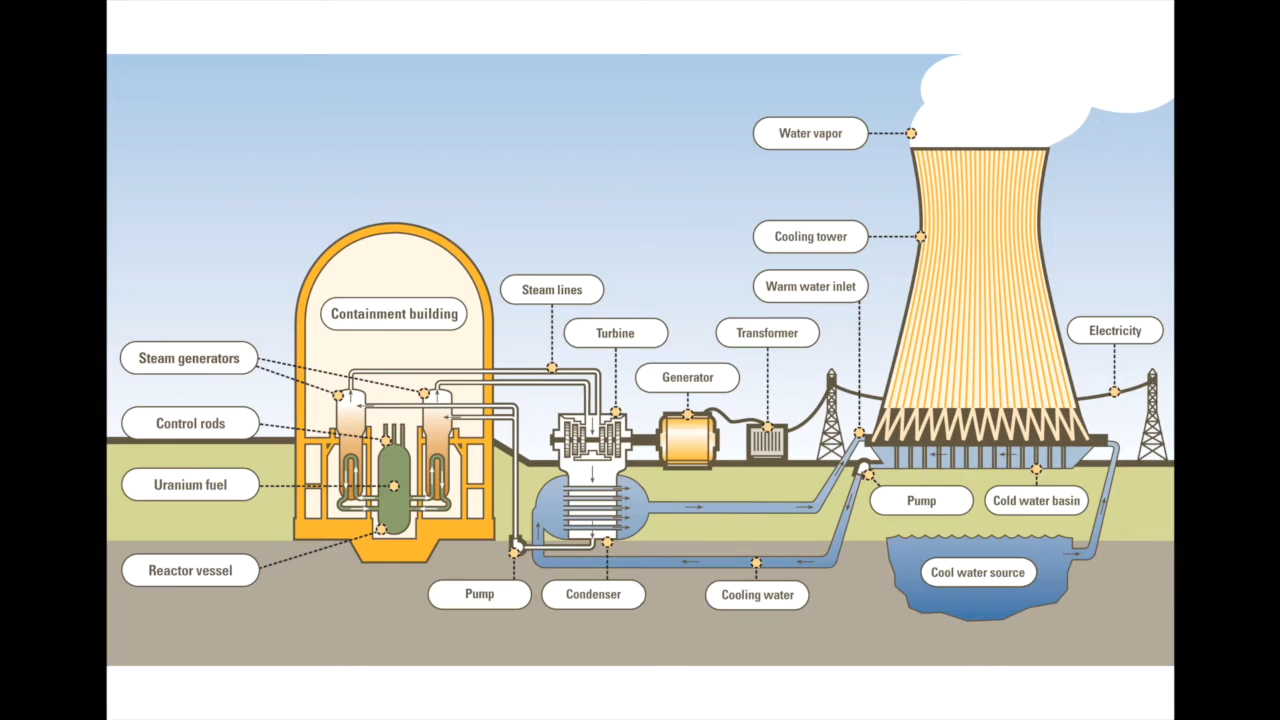 Water vapor
Cooling tower
Warm water inlet
Steam lines
Containment building
Turbine
Transformer
Electricity
Steam generators
Generator
Control rods
Uranium fuel
Pump
Cold water basin
Reactor vessel
Cool water source
Pump
Condenser
Cooling water